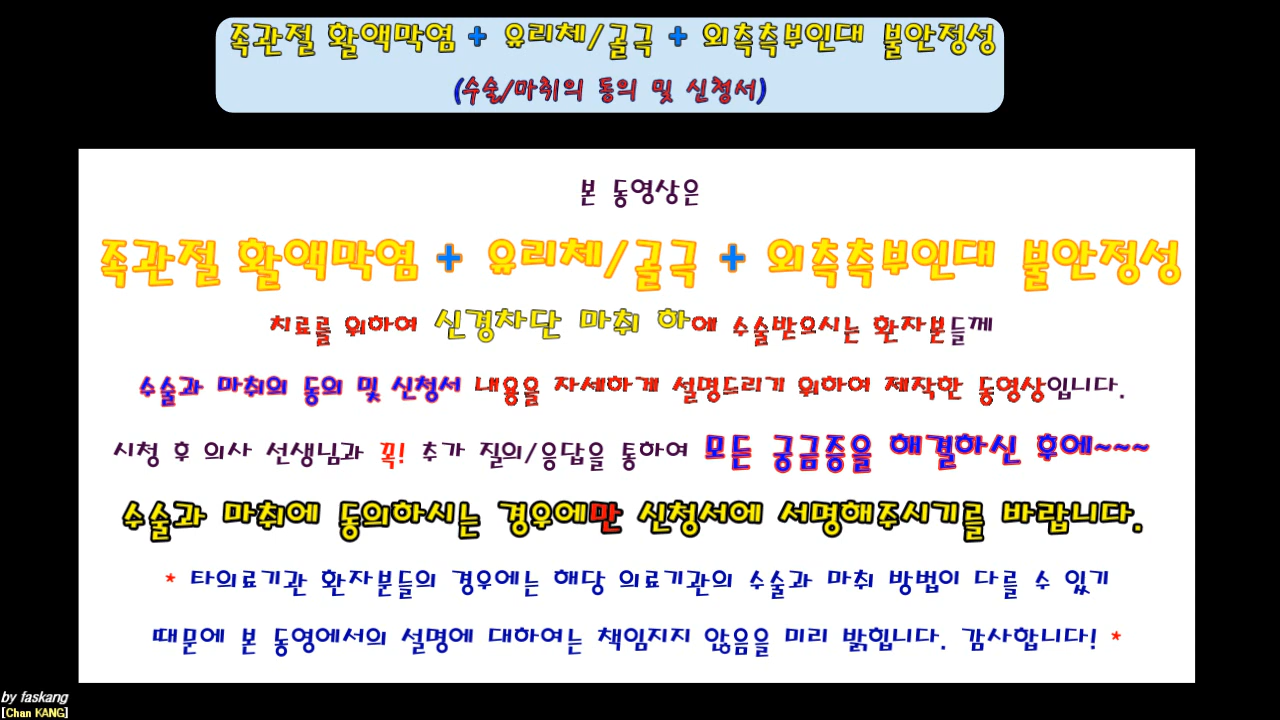 족관절 활액막염 + 유리체/골극 + 외측측부인대 불안정성
(수술/마취의 동의 및 신청서)
본 동영상은
족관절 활액막염 + 유리체/골극 + 외측측부인대 불안정성
치료를 위하여 신경차단 마취 하에 수술받으시는 환자분들께
수술과 마취의 동의 및 신청서 내용을 자세하게 설명드리기 위하여 제작한 동영상입니다.
시청 후 의사 선생님과 꼭! 추가 질의/응답을 통하여 모든 궁금증을 해결하신 후에~~~
수술과 마취에 동의하시는 경우에만 신청서에 서명해주시기를 바랍니다.
* 타의료기관 환자분들의 경우에는 해당 의료기관의 수술과 마취 방법이 다를 수 있기
때문에 본 동영에서의 설명에 대하여는 책임지지 않음을 미리 밝힙니다. 감사합니다! *
by faskang
[Chan KANG]